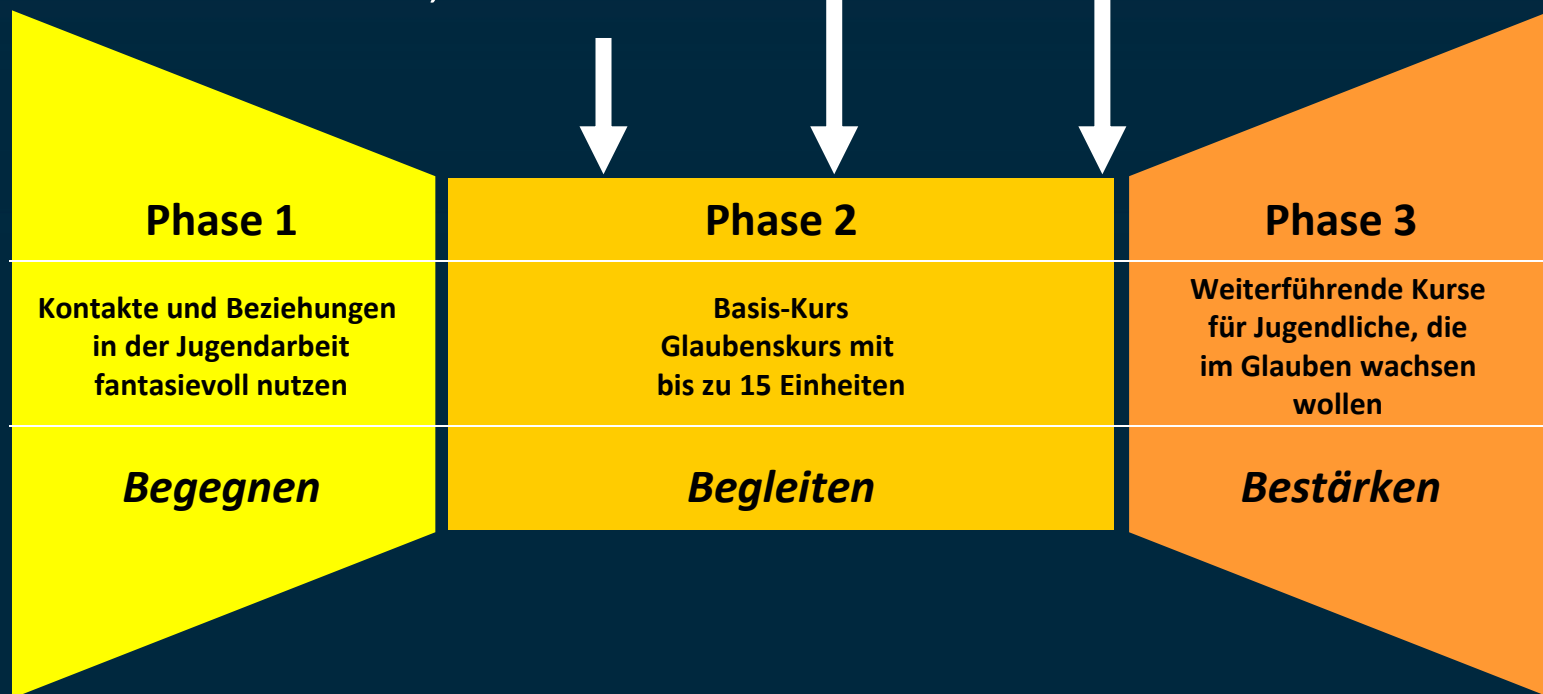 Phase 1
Kontakte und Beziehungen
in der Jugendarbeit
fantasievoll nutzen
Begegnen
Phase 2
Basis-Kurs
Glaubenskurs mit
bis zu 15 Einheiten
Begleiten
Phase 3
Weiterführende Kurse
für Jugendliche, die
im Glauben wachsen
wollen
Bestärken